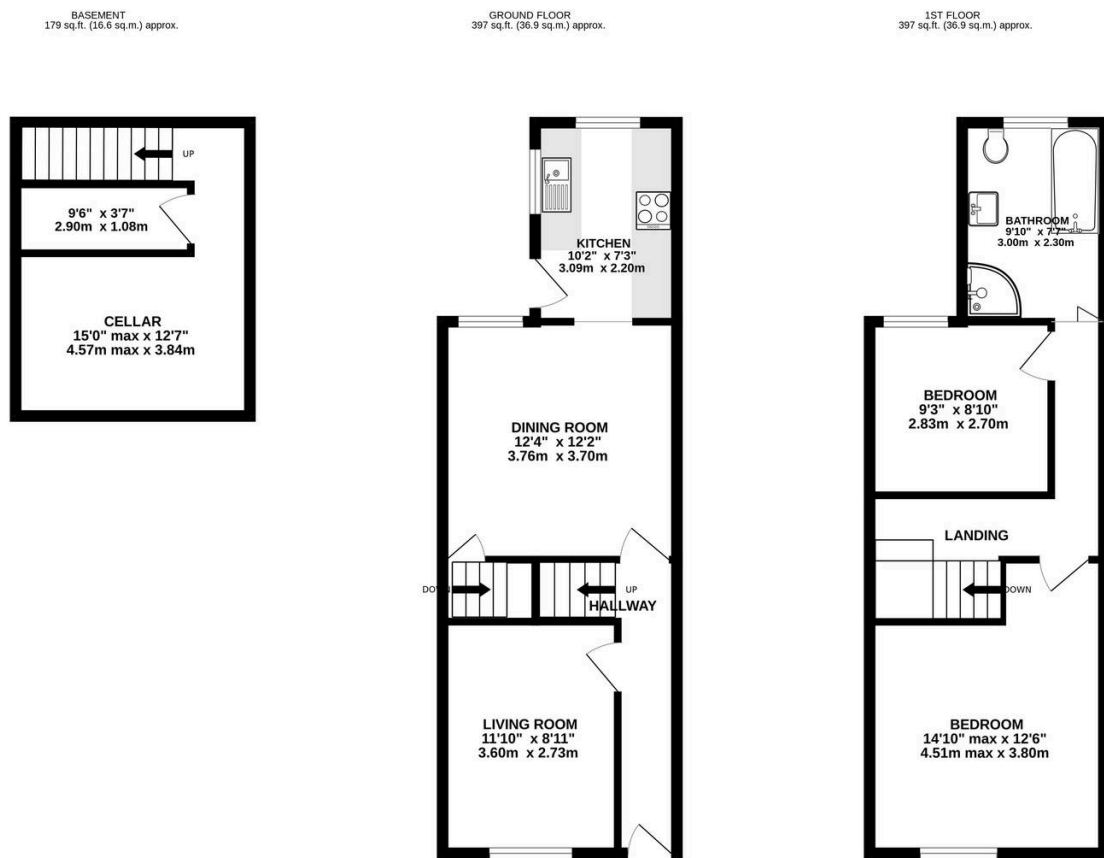 BASEMENT
179 sq.ft. (16.6 sq.m.) approx.
UP
9'6" x 3'7"
2.90m x 1.08m
CELLAR
15'0" max x 12'7"
4.57m max x 3.84m
GROUND FLOOR
397 sq.ft. (36.9 sq.m.) approx.
KITCHEN
10'2" x 7'3"
3.09m x 2.20m
DINING ROOM
12'4" x 12'2"
3.76m x 3.70m
DOWN
UP
HALLWAY
LIVING ROOM
11'10" x 8'11"
3.60m x 2.73m
1ST FLOOR
397 sq.ft. (36.9 sq.m.) approx.
BATHROOM
9'10" x 7'7"
3.00m x 2.30m
BEDROOM
9'3" x 8'10"
2.83m x 2.70m
LANDING
DOWN
BEDROOM
14'10" max x 12'6"
4.51m max x 3.80m